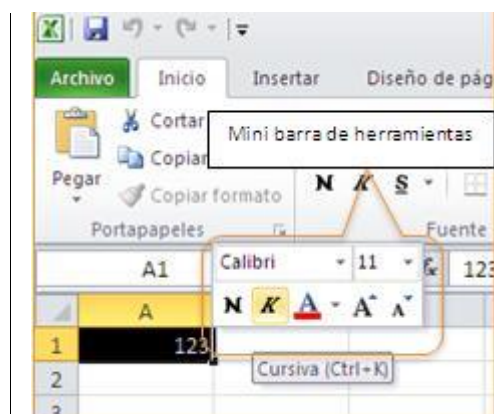 Archivo Inicio Insertar Diseño de pág
Cortar
Mini barra de herramientas
Copiar
Pegar
Copiar formato
N K S
Portapapeles
Fuente
A1
Calibri 11
123
N K A A A
A
1 123
Cursiva (Ctrl+K)
2
3